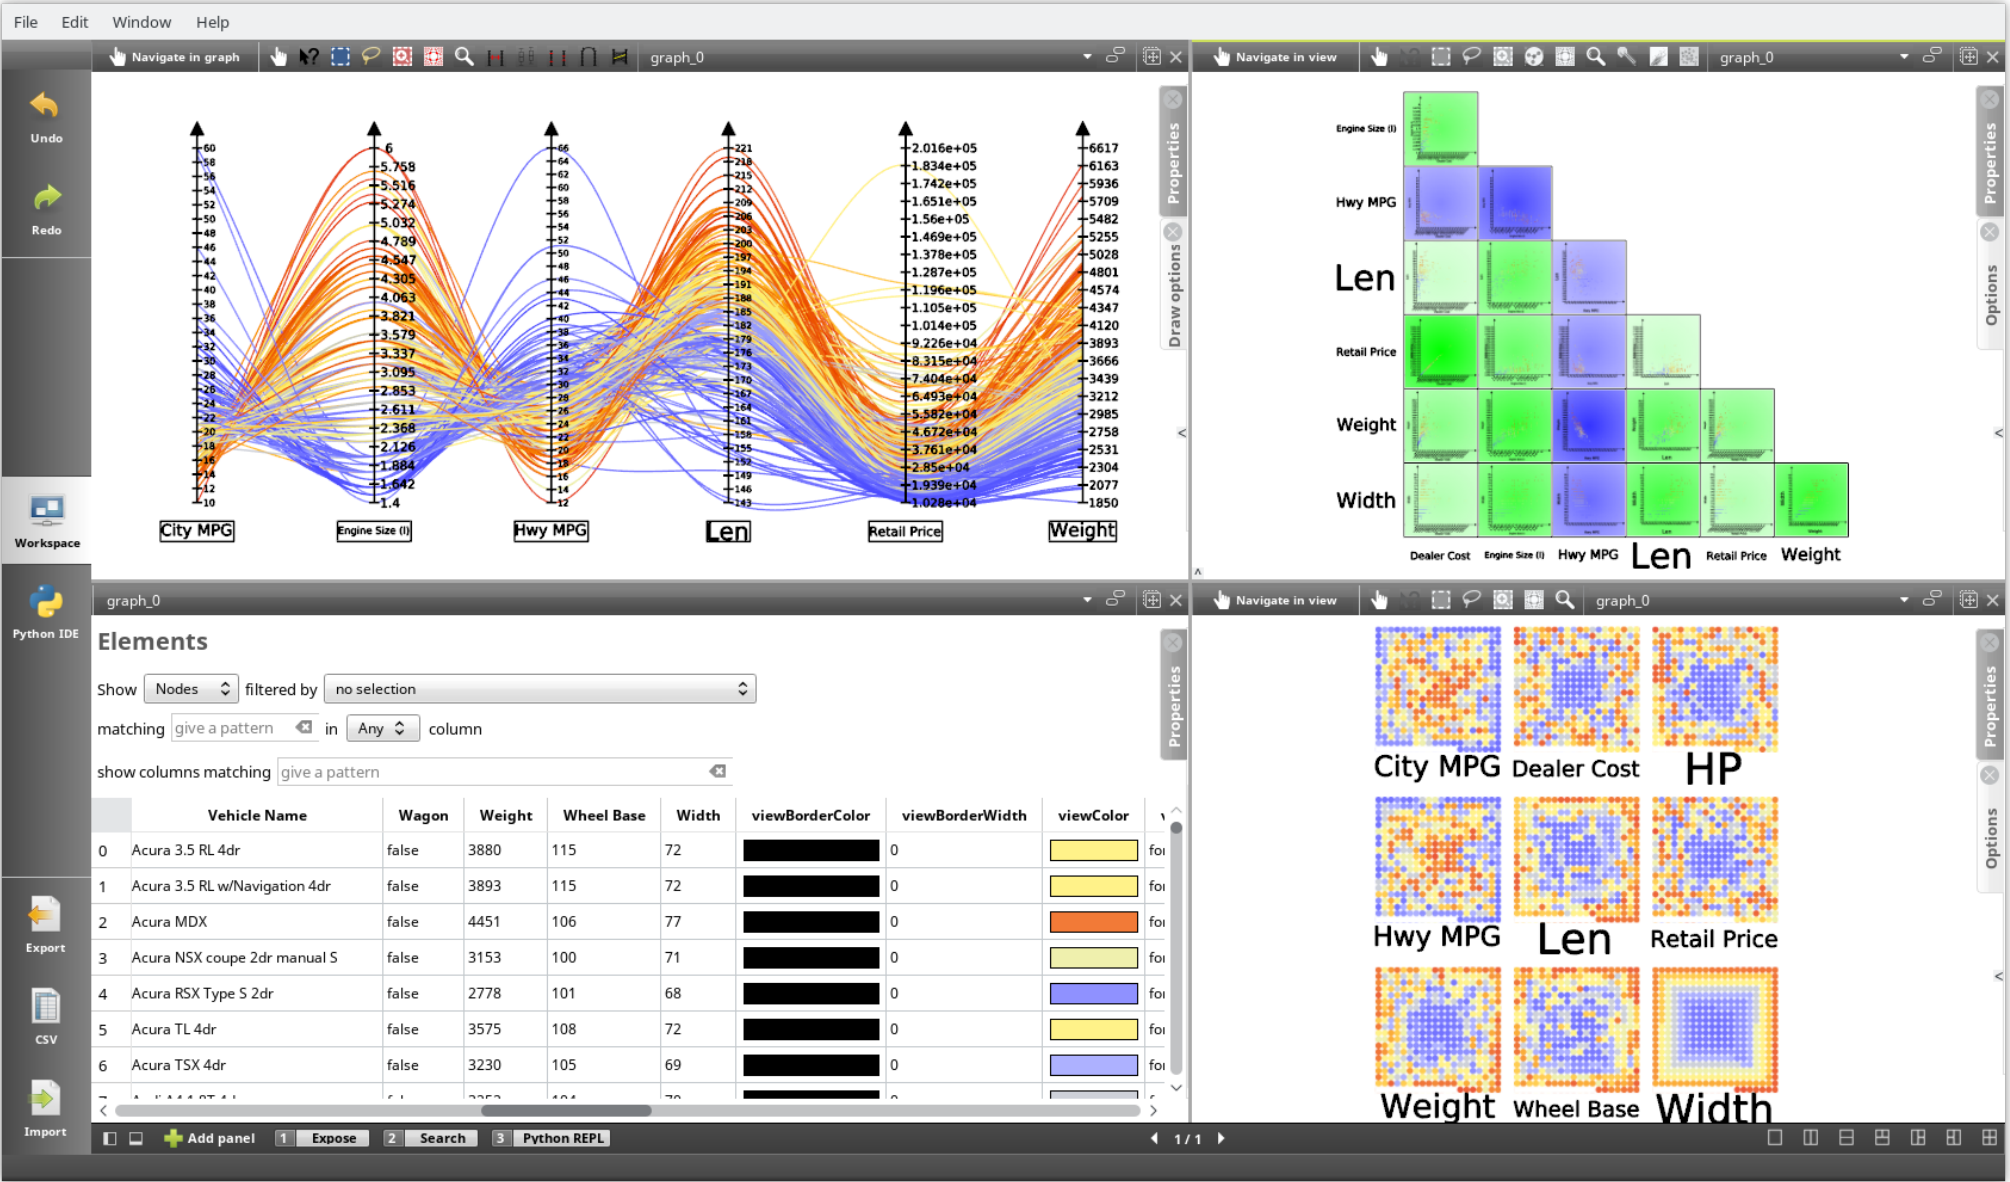 File Edit Window Help
Undo
Redo
Workspace
Python IDE
Export
CSV
Import
Navigate in graph graph_0
60
58
56
54
52
50
48
46
44
42
40
38
36
34
32
30
28
26
24
22
20
18
16
14
12
10
City MPG
6
5.758
5.516
5.274
5.032
4.789
4.547
4.305
4.063
3.821
3.579
3.337
3.095
2.853
2.611
2.368
2.126
1.884
1.642
1.4
Engine Size (l)
66
64
62
60
58
56
54
52
50
48
46
44
42
40
38
36
34
32
30
28
26
24
22
20
18
16
14
12
Hwy MPG
221
218
215
212
209
206
203
200
197
194
191
188
185
182
179
176
173
170
167
164
161
158
155
152
149
146
143
Len
2.016e+05
1.834e+05
1.742e+05
1.651e+05
1.56e+05
1.469e+05
1.378e+05
1.287e+05
1.196e+05
1.105e+05
1.014e+05
9.226e+04
8.315e+04
7.404e+04
6.493e+04
5.582e+04
4.672e+04
3.761e+04
2.85e+04
1.939e+04
1.028e+04
Retail Price
6617
6163
5936
5709
5482
5255
5028
4801
4574
4347
4120
3893
3666
3439
3212
2985
2758
2531
2304
2077
1850
Weight
Properties
Draw options
Navigate in view graph_0
Engine Size (l)
Hwy MPG
Len
Retail Price
Weight
Width
Dealer Cost Engine Size (l) Hwy MPG Len Retail Price Weight
Properties
Options
graph_0
Elements
Show Nodes filtered by no selection
matching give a pattern in Any column
show columns matching give a pattern
Vehicle Name Wagon Weight Wheel Base Width viewBorderColor viewBorderWidth viewColor
0 Acura 3.5 RL 4dr false 3880 115 72 0 for
1 Acura 3.5 RL w/Navigation 4dr false 3893 115 72 0 for
2 Acura MDX false 4451 106 77 0 for
3 Acura NSX coupe 2dr manual S false 3153 100 71 0 for
4 Acura RSX Type S 2dr false 2778 101 68 0 for
5 Acura TL 4dr false 3575 108 72 0 for
6 Acura TSX 4dr false 3230 105 69 0 for
Properties
Navigate in view graph_0
City MPG Dealer Cost HP
Hwy MPG Len Retail Price
Weight Wheel Base Width
Properties
Options
Add panel 1 Expose 2 Search 3 Python REPL 1 / 1